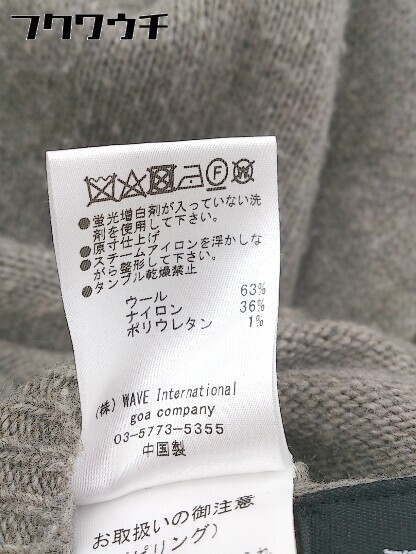 フクワウチ
F W
●蛍光増白剤が入っていない洗
剤を使用して下さい。
●原寸仕上げ
●スチームアイロンを浮かしな
がら整形して下さい。
●タンブル乾燥禁止
ウール 63%
ナイロン 36%
ポリウレタン 1%
(株) WAVE International
goa company
03-5773-5355
中国製
お取扱いの御注意
(ピリング)